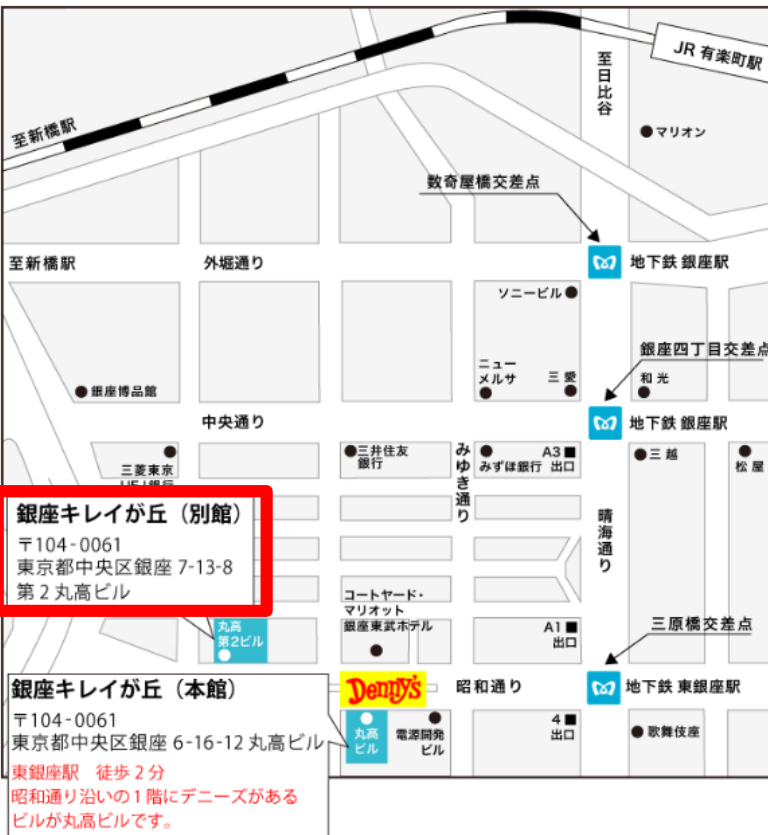 JR 有楽町駅
至日比谷
至新橋駅
マリオン
数寄屋橋交差点
至新橋駅
外堀通り
地下鉄 銀座駅
ソニービル
銀座四丁目交差点
ニュー
メルサ
三愛
和光
銀座博品館
中央通り
地下鉄 銀座駅
三菱東京
三井住友
銀行
みゆき通り
みずほ銀行
A3
出口
三越
松屋
晴海通り
銀座キレイが丘（別館）
〒104-0061
東京都中央区銀座 7-13-8
第2丸高ビル
コートヤード・
マリオット
銀座東武ホテル
丸高
第2ビル
A1
出口
三原橋交差点
銀座キレイが丘（本館）
〒104-0061
東京都中央区銀座 6-16-12 丸高ビル
東銀座駅 徒歩2分
昭和通り沿いの1階にデニーズがある
ビルが丸高ビルです。
Denny's
昭和通り
地下鉄 東銀座駅
丸高
ビル
電源開発
ビル
4
出口
歌舞伎座